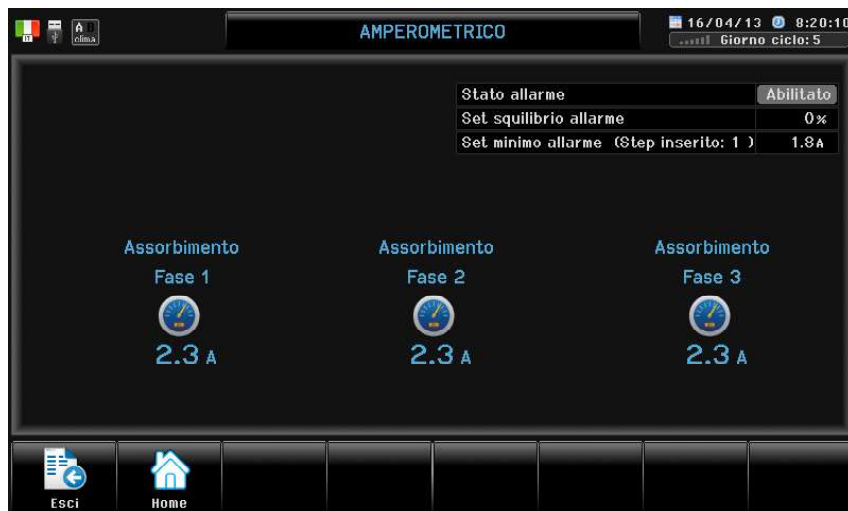 IT
A B
clima
AMPEROMETRICO
16/04/13 8:20:10
Giorno ciclo: 5
Stato allarme Abilitato
Set squilibrio allarme 0%
Set minimo allarme (Step inserito: 1 ) 1.8A
Assorbimento Assorbimento Assorbimento
Fase 1 Fase 2 Fase 3
2.3 A 2.3 A 2.3 A
Esci Home